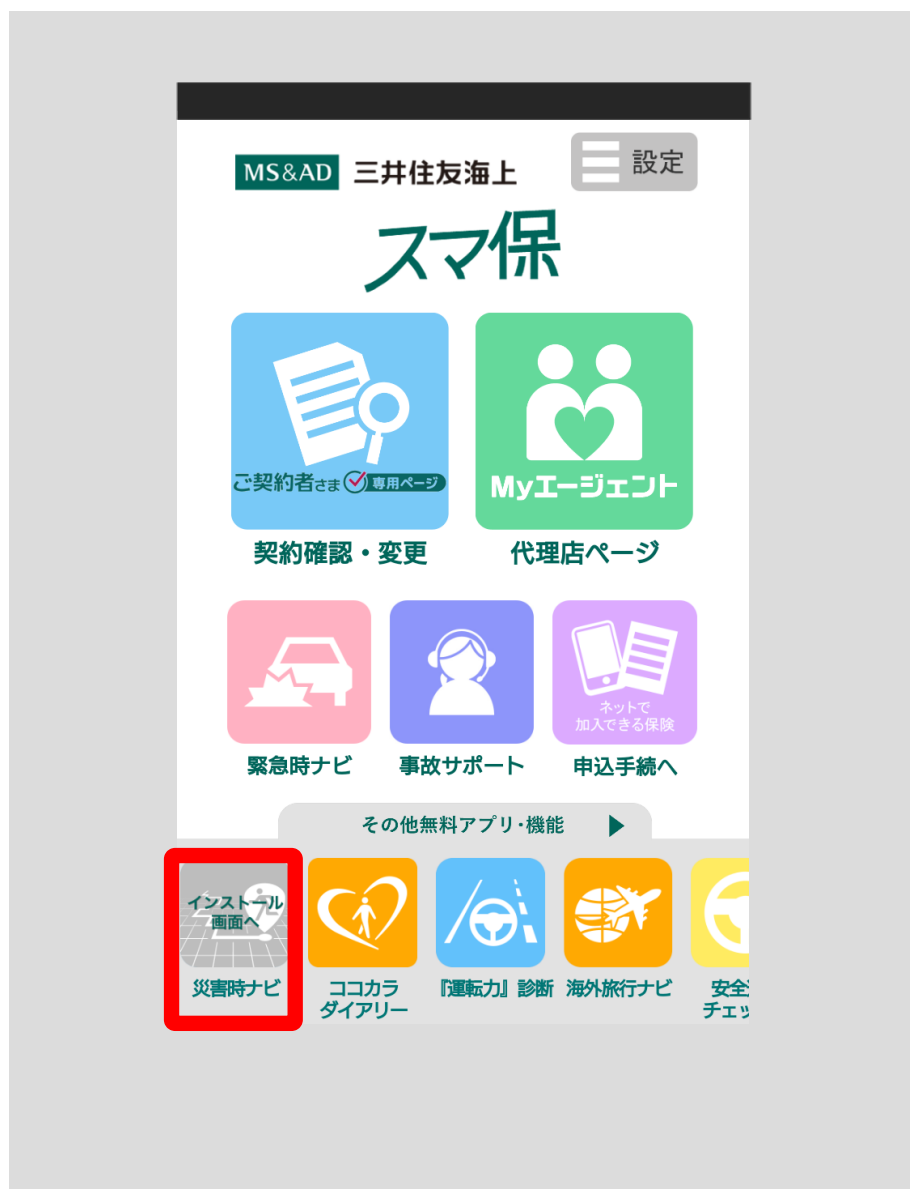 MS&AD 三井住友海上
設定
スマ保
ご契約者さま 専用ページ
Myエージェント
契約確認・変更
代理店ページ
ネットで
加入できる保険
緊急時ナビ
事故サポート
申込手続へ
その他無料アプリ・機能
インストール
画面へ
災害時ナビ
ココカラ
ダイアリー
『運転力』診断
海外旅行ナビ
安全
チェッ